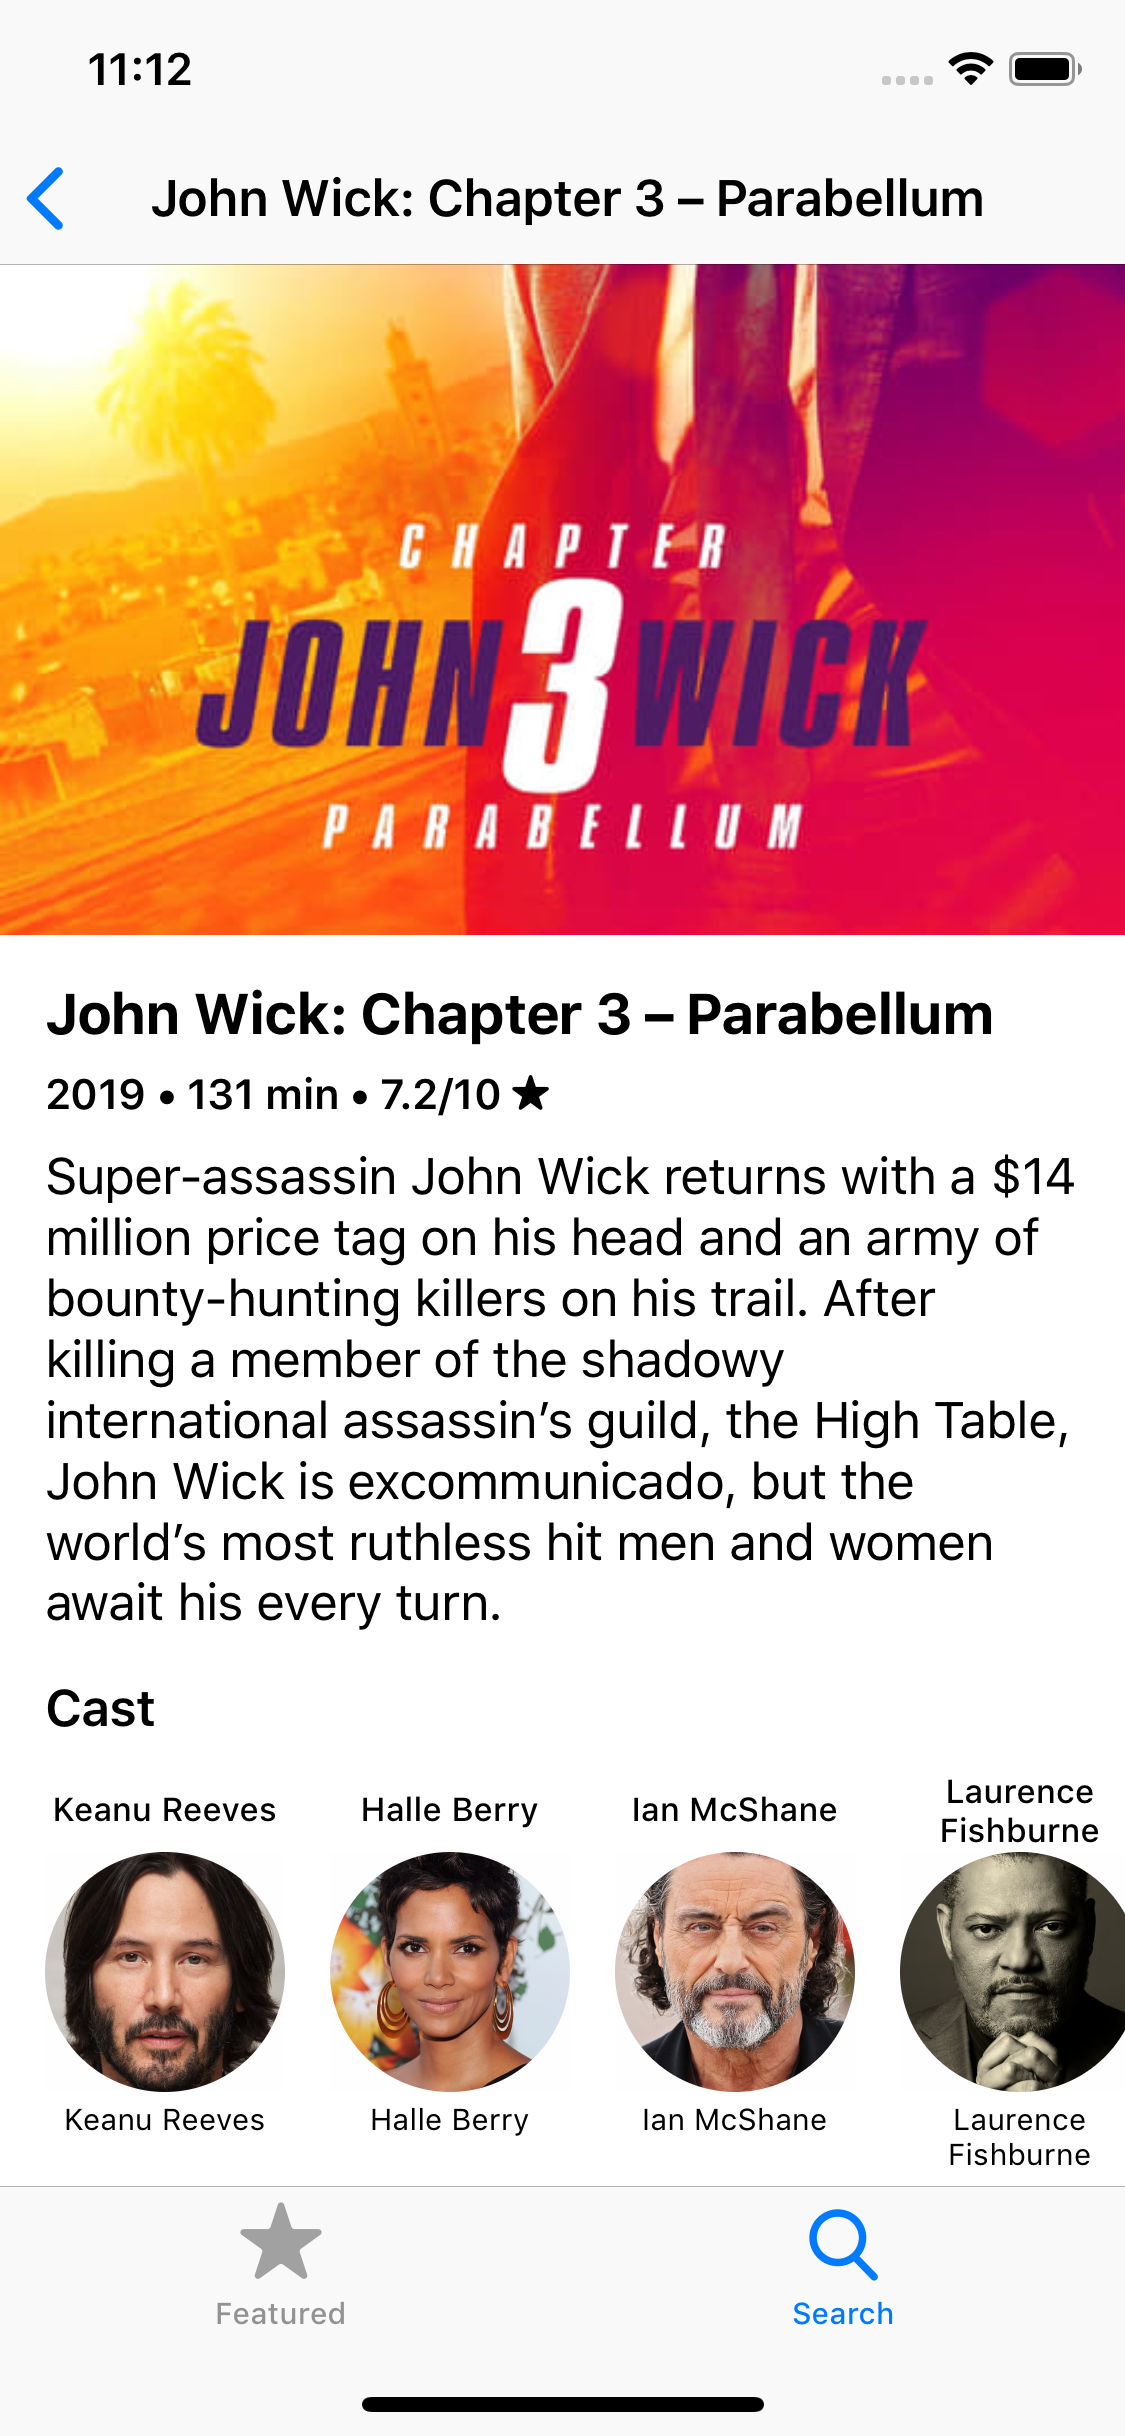 11:12
John Wick: Chapter 3 – Parabellum
CHAPTER
JOHN 3 WICK
PARABELLUM
John Wick: Chapter 3 – Parabellum
2019 • 131 min • 7.2/10 ★
Super-assassin John Wick returns with a $14
million price tag on his head and an army of
bounty-hunting killers on his trail. After
killing a member of the shadowy
international assassin’s guild, the High Table,
John Wick is excommunicado, but the
world’s most ruthless hit men and women
await his every turn.
Cast
Keanu Reeves
Halle Berry
Ian McShane
Laurence
Fishburne
Keanu Reeves
Halle Berry
Ian McShane
Laurence
Fishburne
Featured
Search